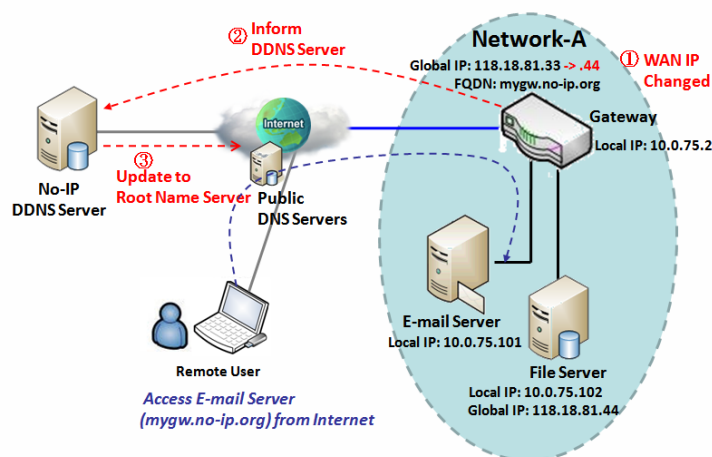 ② Inform
DDNS Server
Network-A
Global IP: 118.18.81.33 -> .44
FQDN: mygw.no-ip.org
① WAN IP
Changed
Internet
Gateway
Local IP: 10.0.75.2
③
Update to
Root Name Server
No-IP
DDNS Server
Public
DNS Servers
E-mail Server
Local IP: 10.0.75.101
Remote User
File Server
Local IP: 10.0.75.102
Global IP: 118.18.81.44
Access E-mail Server
(mygw.no-ip.org) from Internet